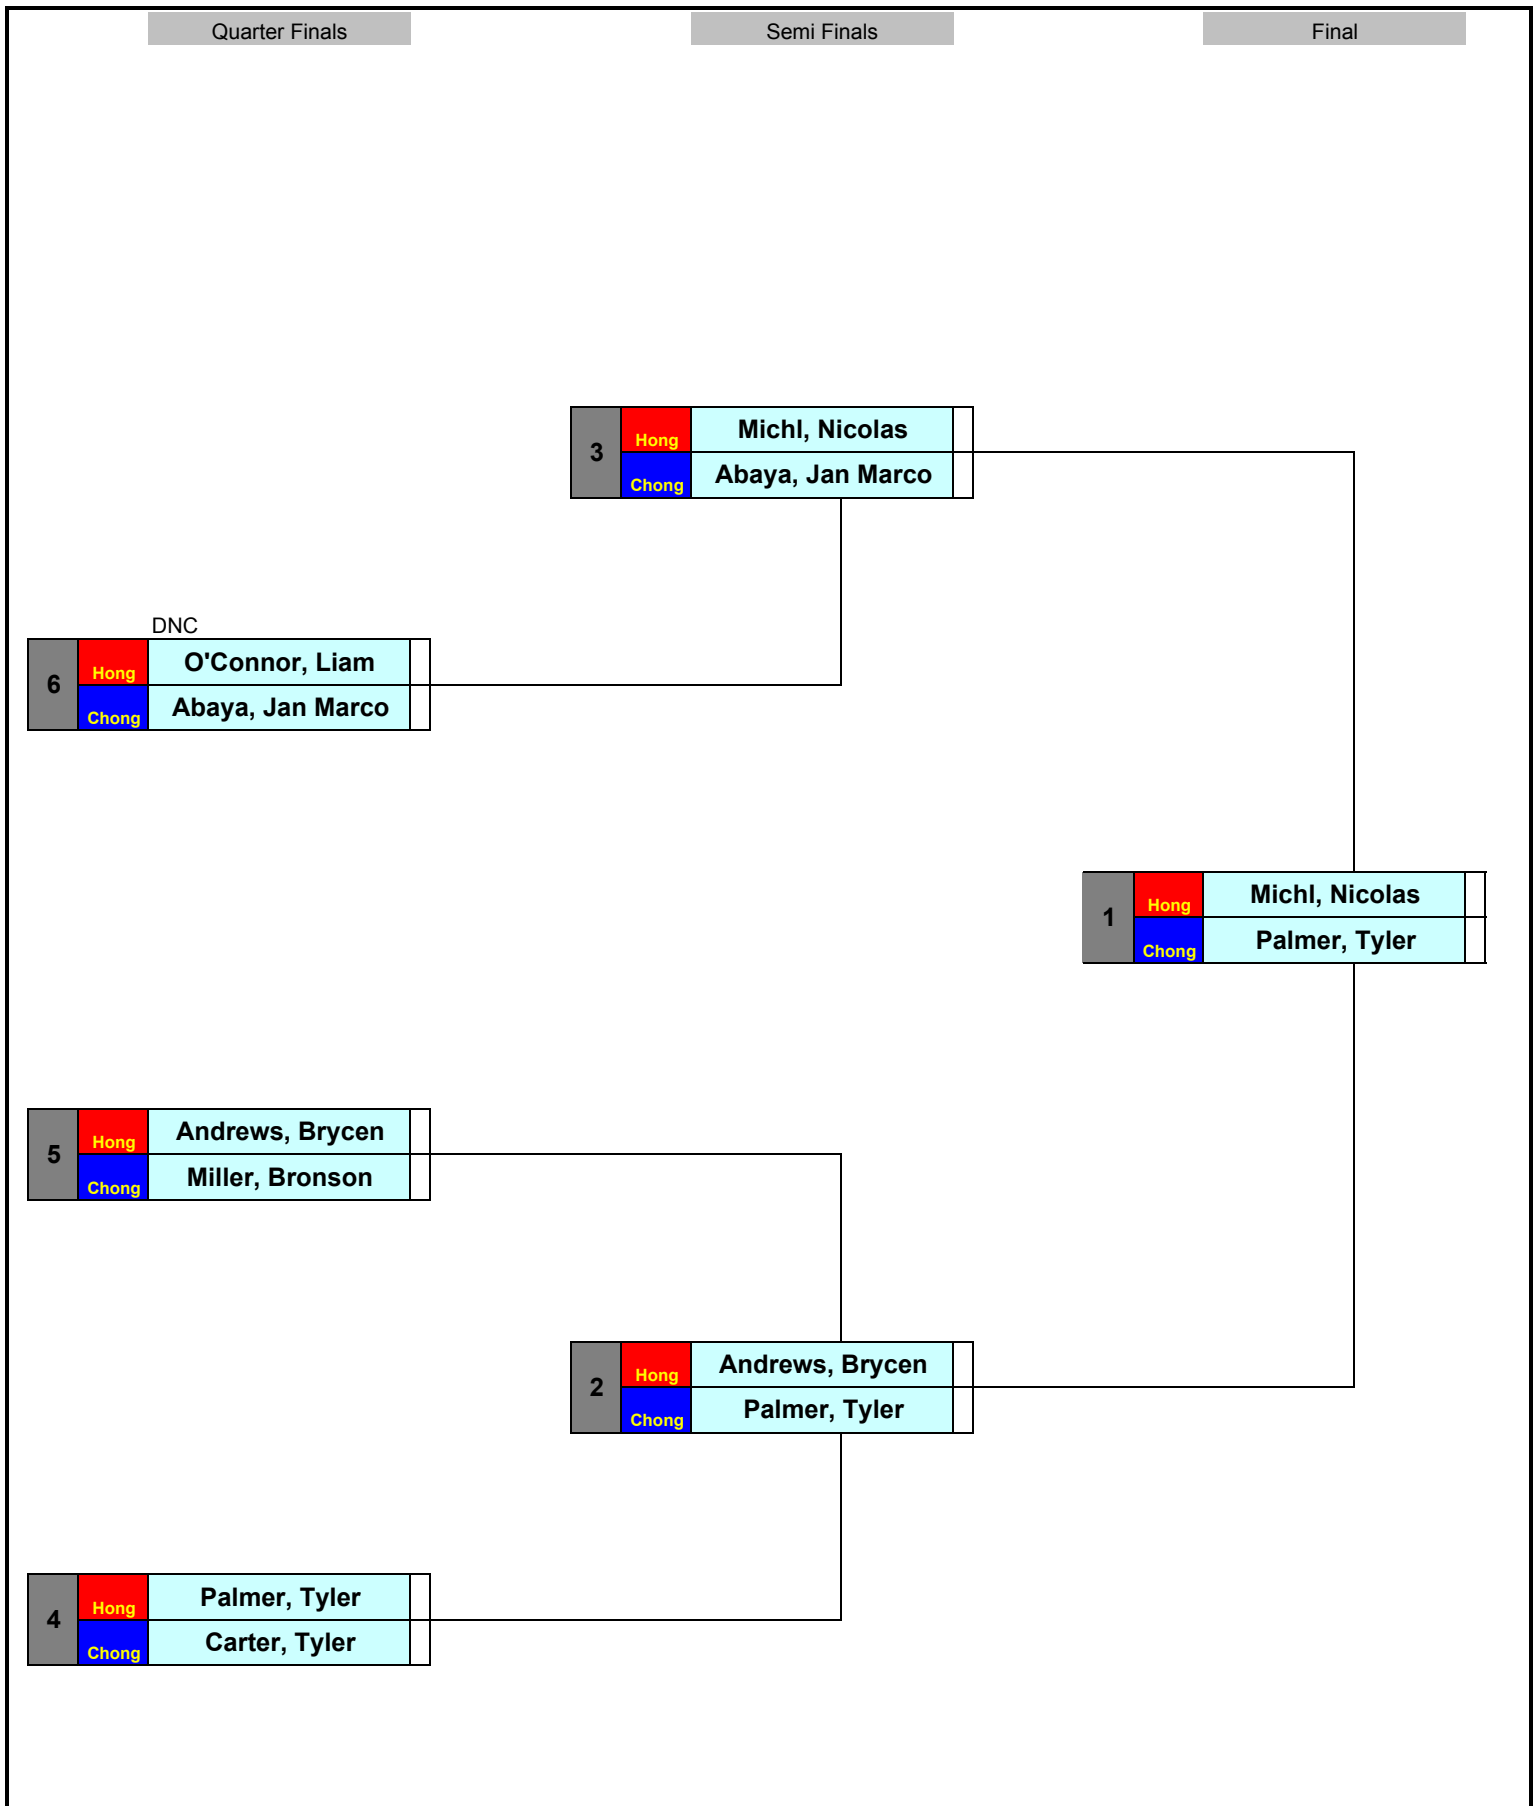 Quarter Finals Semi Finals Final
3 Hong Michl, Nicolas
Chong Abaya, Jan Marco
DNC
6 Hong O'Connor, Liam
Chong Abaya, Jan Marco
1 Hong Michl, Nicolas
Chong Palmer, Tyler
5 Hong Andrews, Brycen
Chong Miller, Bronson
2 Hong Andrews, Brycen
Chong Palmer, Tyler
4 Hong Palmer, Tyler
Chong Carter, Tyler